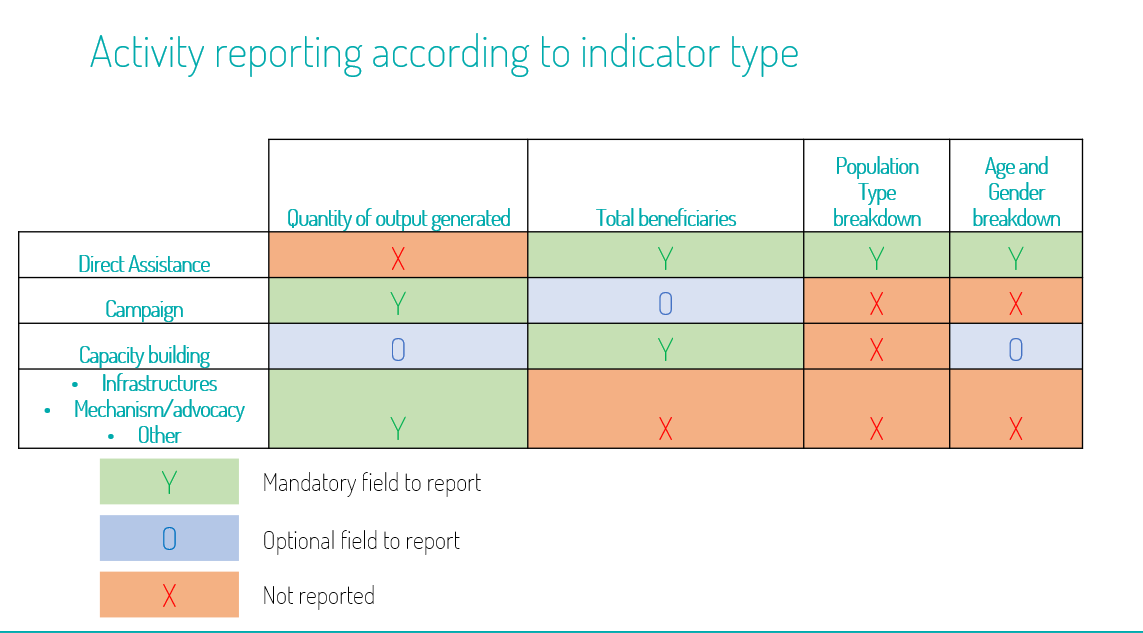 Activity reporting according to indicator type
Quantity of output generated
Total beneficiaries
Population
Type
breakdown
Age and
Gender
breakdown
Direct Assistance X Y Y Y
Campaign Y O X X
Capacity building O Y X O
• Infrastructures
• Mechanism/advocacy
• Other
Y X X X
Y Mandatory field to report
O Optional field to report
X Not reported